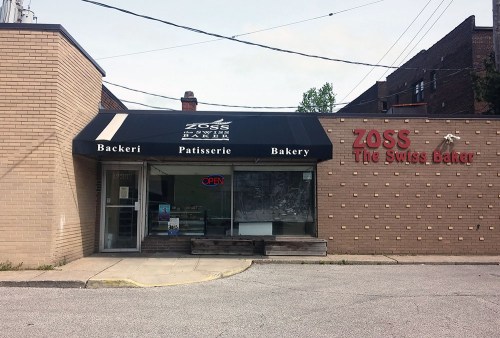 ZOSS
the SWISS
BAKER
Backeri Patisserie Bakery
OPEN
ZOSS
The Swiss Baker